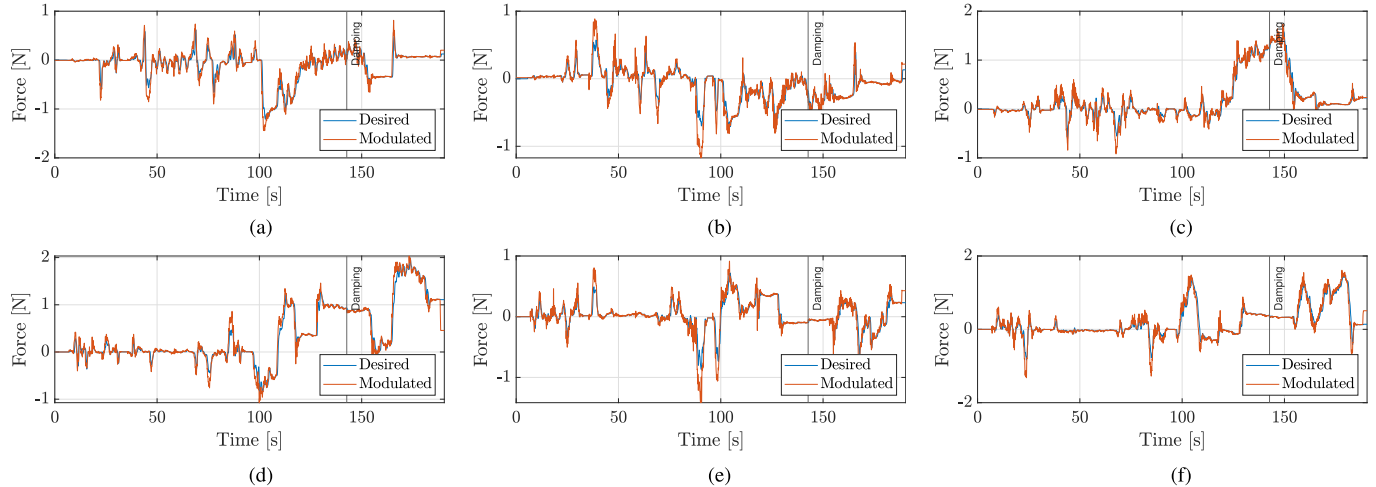 Force [N]
1
0
-1
-2
Damping
Desired
Modulated
0 50 100 150
Time [s]
(a)
Force [N]
1
0
-1
Damping
Desired
Modulated
0 50 100 150
Time [s]
(b)
Force [N]
2
1
0
-1
Damping
Desired
Modulated
0 50 100 150
Time [s]
(c)
Force [N]
2
1
0
-1
Damping
Desired
Modulated
0 50 100 150
Time [s]
(d)
Force [N]
1
0
-1
Damping
Desired
Modulated
0 50 100 150
Time [s]
(e)
Force [N]
2
0
-2
Damping
Desired
Modulated
0 50 100 150
Time [s]
(f)